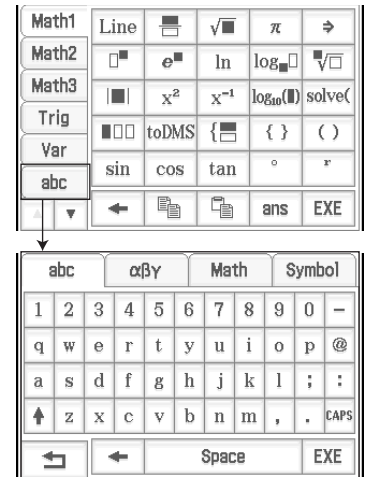 Math1 Line √ π ⇒
Math2 □■ e■ ln log■□ ■√□
Math3 |■| x² x⁻¹ log₁₀(■) solve(
Trig ■□□ toDMS { { } ( )
Var sin cos tan ° r
abc ← ans EXE
▲ ▼
abc αβγ Math Symbol
1 2 3 4 5 6 7 8 9 0 −
q w e r t y u i o p @
a s d f g h j k l ; :
↑ z x c v b n m , . CAPS
← Space EXE